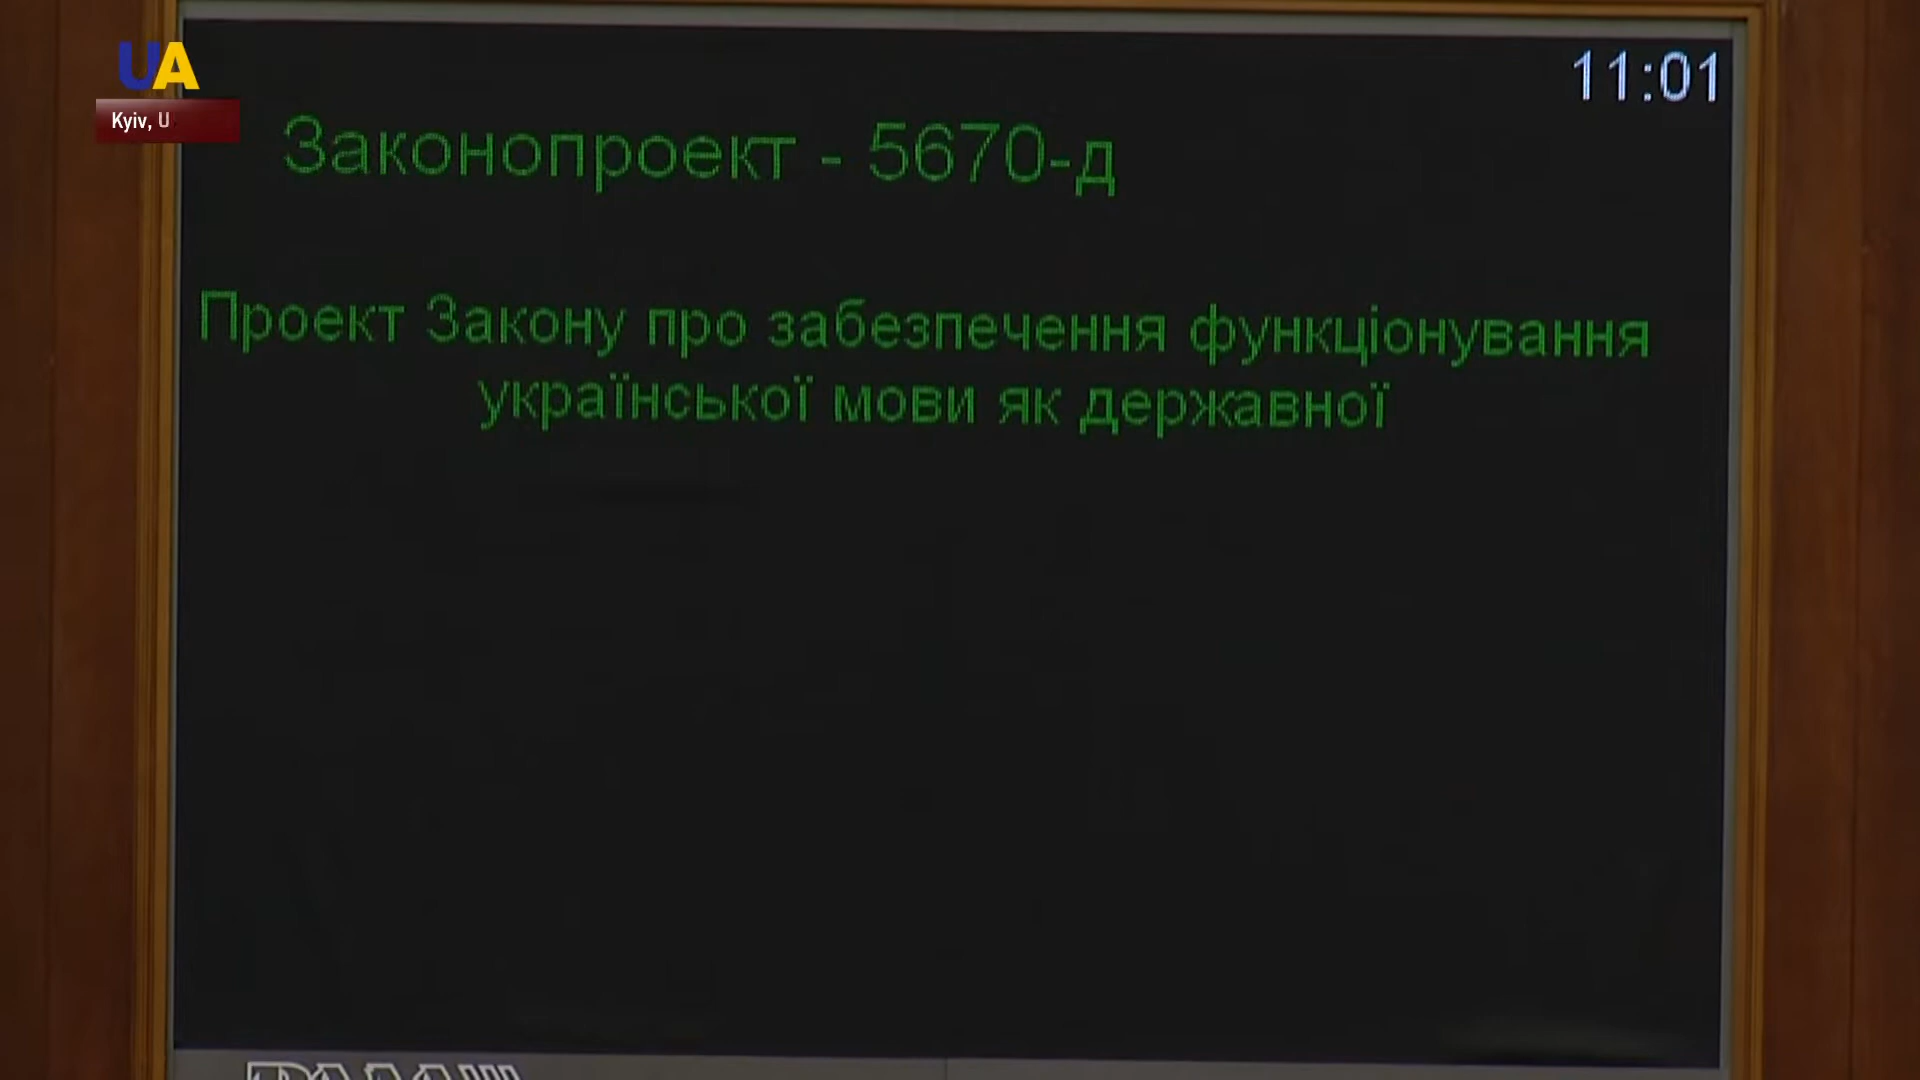 UA
Kyiv, U
11:01
Законопроект - 5670-д
Проект Закону про забезпечення функціонування
української мови як державної